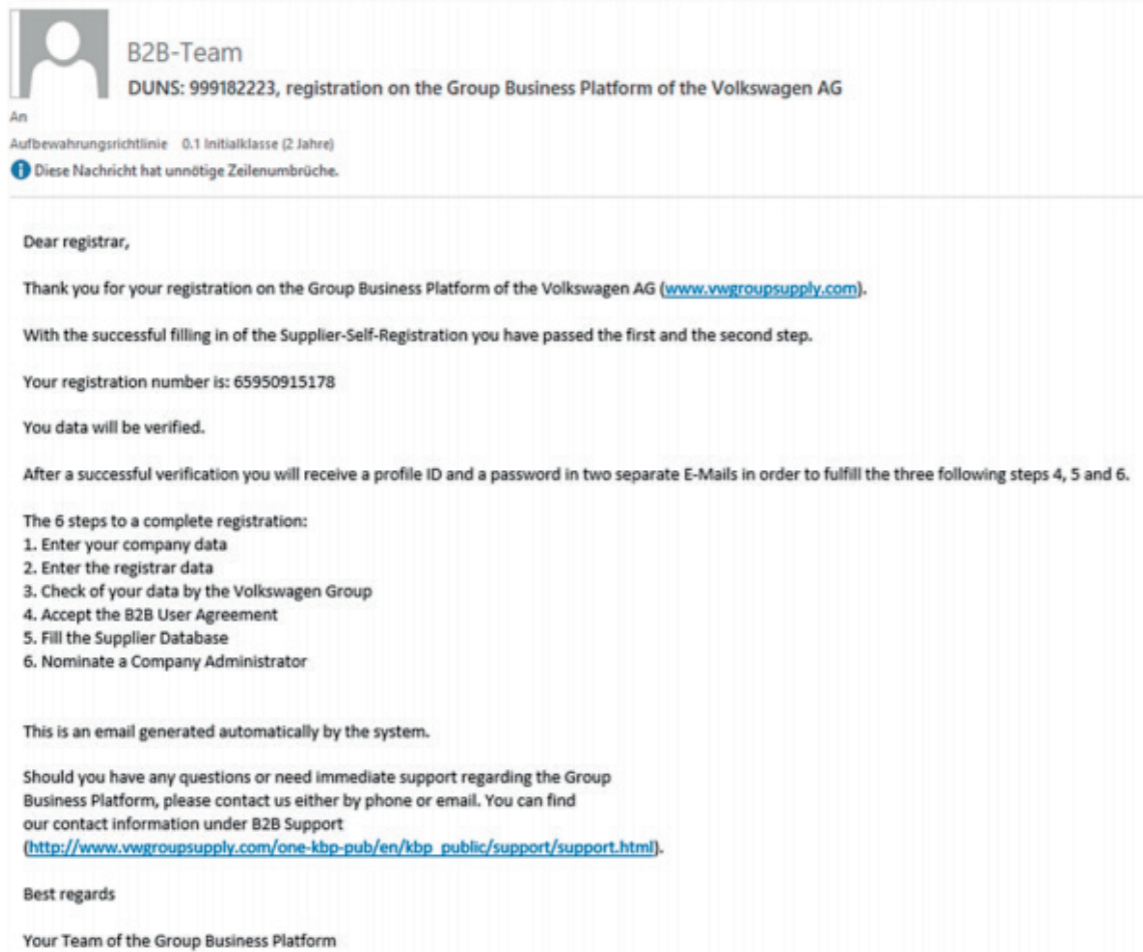 B2B-Team
DUNS: 999182223, registration on the Group Business Platform of the Volkswagen AG
An
Aufbewahrungsrichtlinie 0.1 Initialklasse (2 Jahre)
Diese Nachricht hat unnötige Zeilenumbrüche.
Dear registrar,
Thank you for your registration on the Group Business Platform of the Volkswagen AG (www.vwgroupsupply.com).
With the successful filling in of the Supplier-Self-Registration you have passed the first and the second step.
Your registration number is: 65950915178
You data will be verified.
After a successful verification you will receive a profile ID and a password in two separate E-Mails in order to fulfill the three following steps 4, 5 and 6.
The 6 steps to a complete registration:
1. Enter your company data
2. Enter the registrar data
3. Check of your data by the Volkswagen Group
4. Accept the B2B User Agreement
5. Fill the Supplier Database
6. Nominate a Company Administrator
This is an email generated automatically by the system.
Should you have any questions or need immediate support regarding the Group
Business Platform, please contact us either by phone or email. You can find
our contact information under B2B Support
(http://www.vwgroupsupply.com/one-kbp-pub/en/kbp_public/support/support.html).
Best regards
Your Team of the Group Business Platform